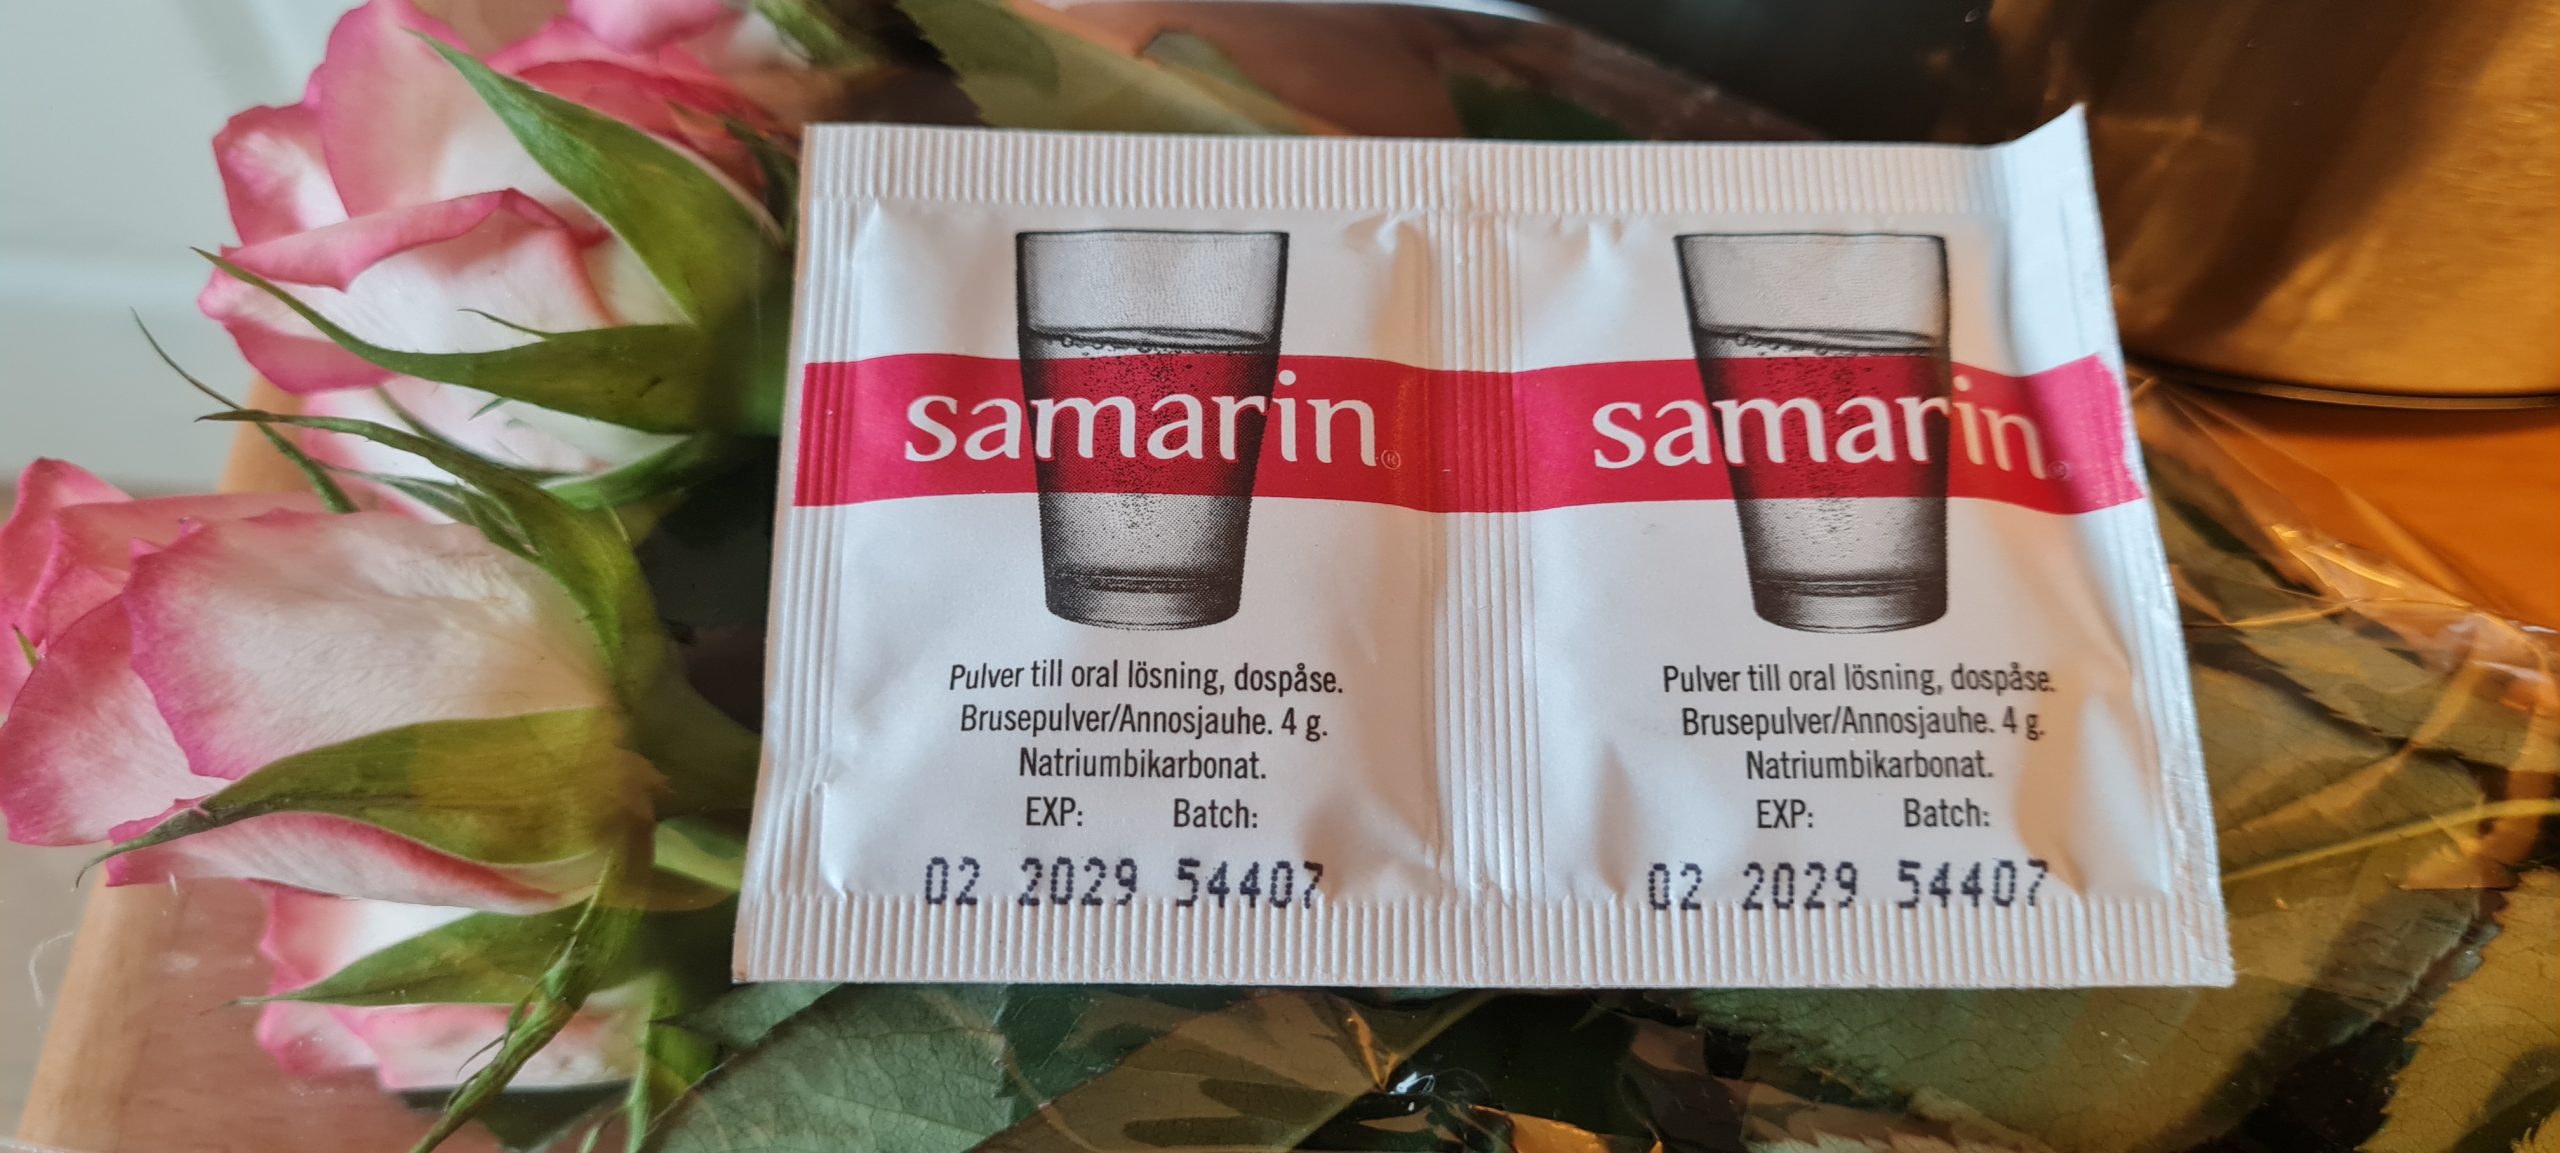 samarin®
Pulver till oral lösning, dospåse.
Brusepulver/Annosjauhe. 4 g.
Natriumbikarbonat.
EXP: Batch:
02 2029 54407
samarin®
Pulver till oral lösning, dospåse.
Brusepulver/Annosjauhe. 4 g.
Natriumbikarbonat.
EXP: Batch:
02 2029 54407